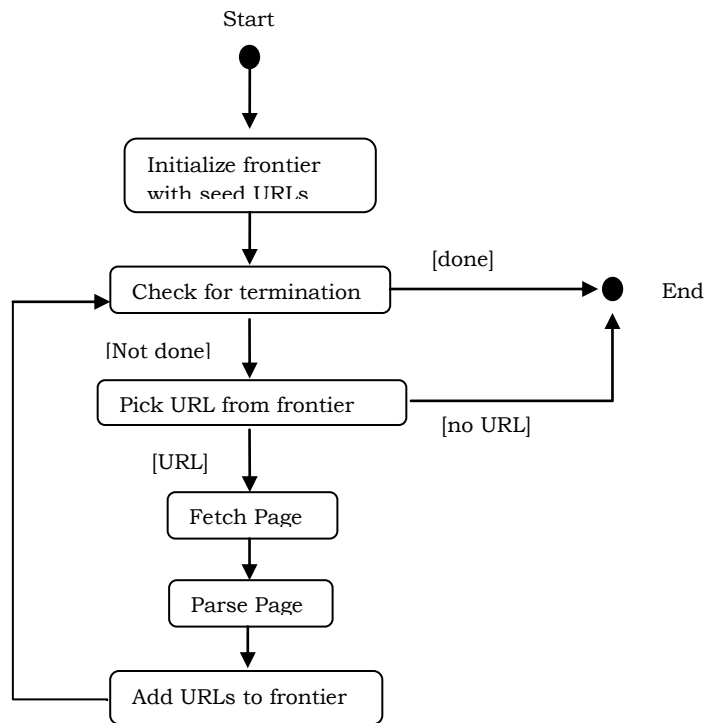 Start
Initialize frontier
with seed URLs
[done]
Check for termination
End
[Not done]
Pick URL from frontier
[no URL]
[URL]
Fetch Page
Parse Page
Add URLs to frontier